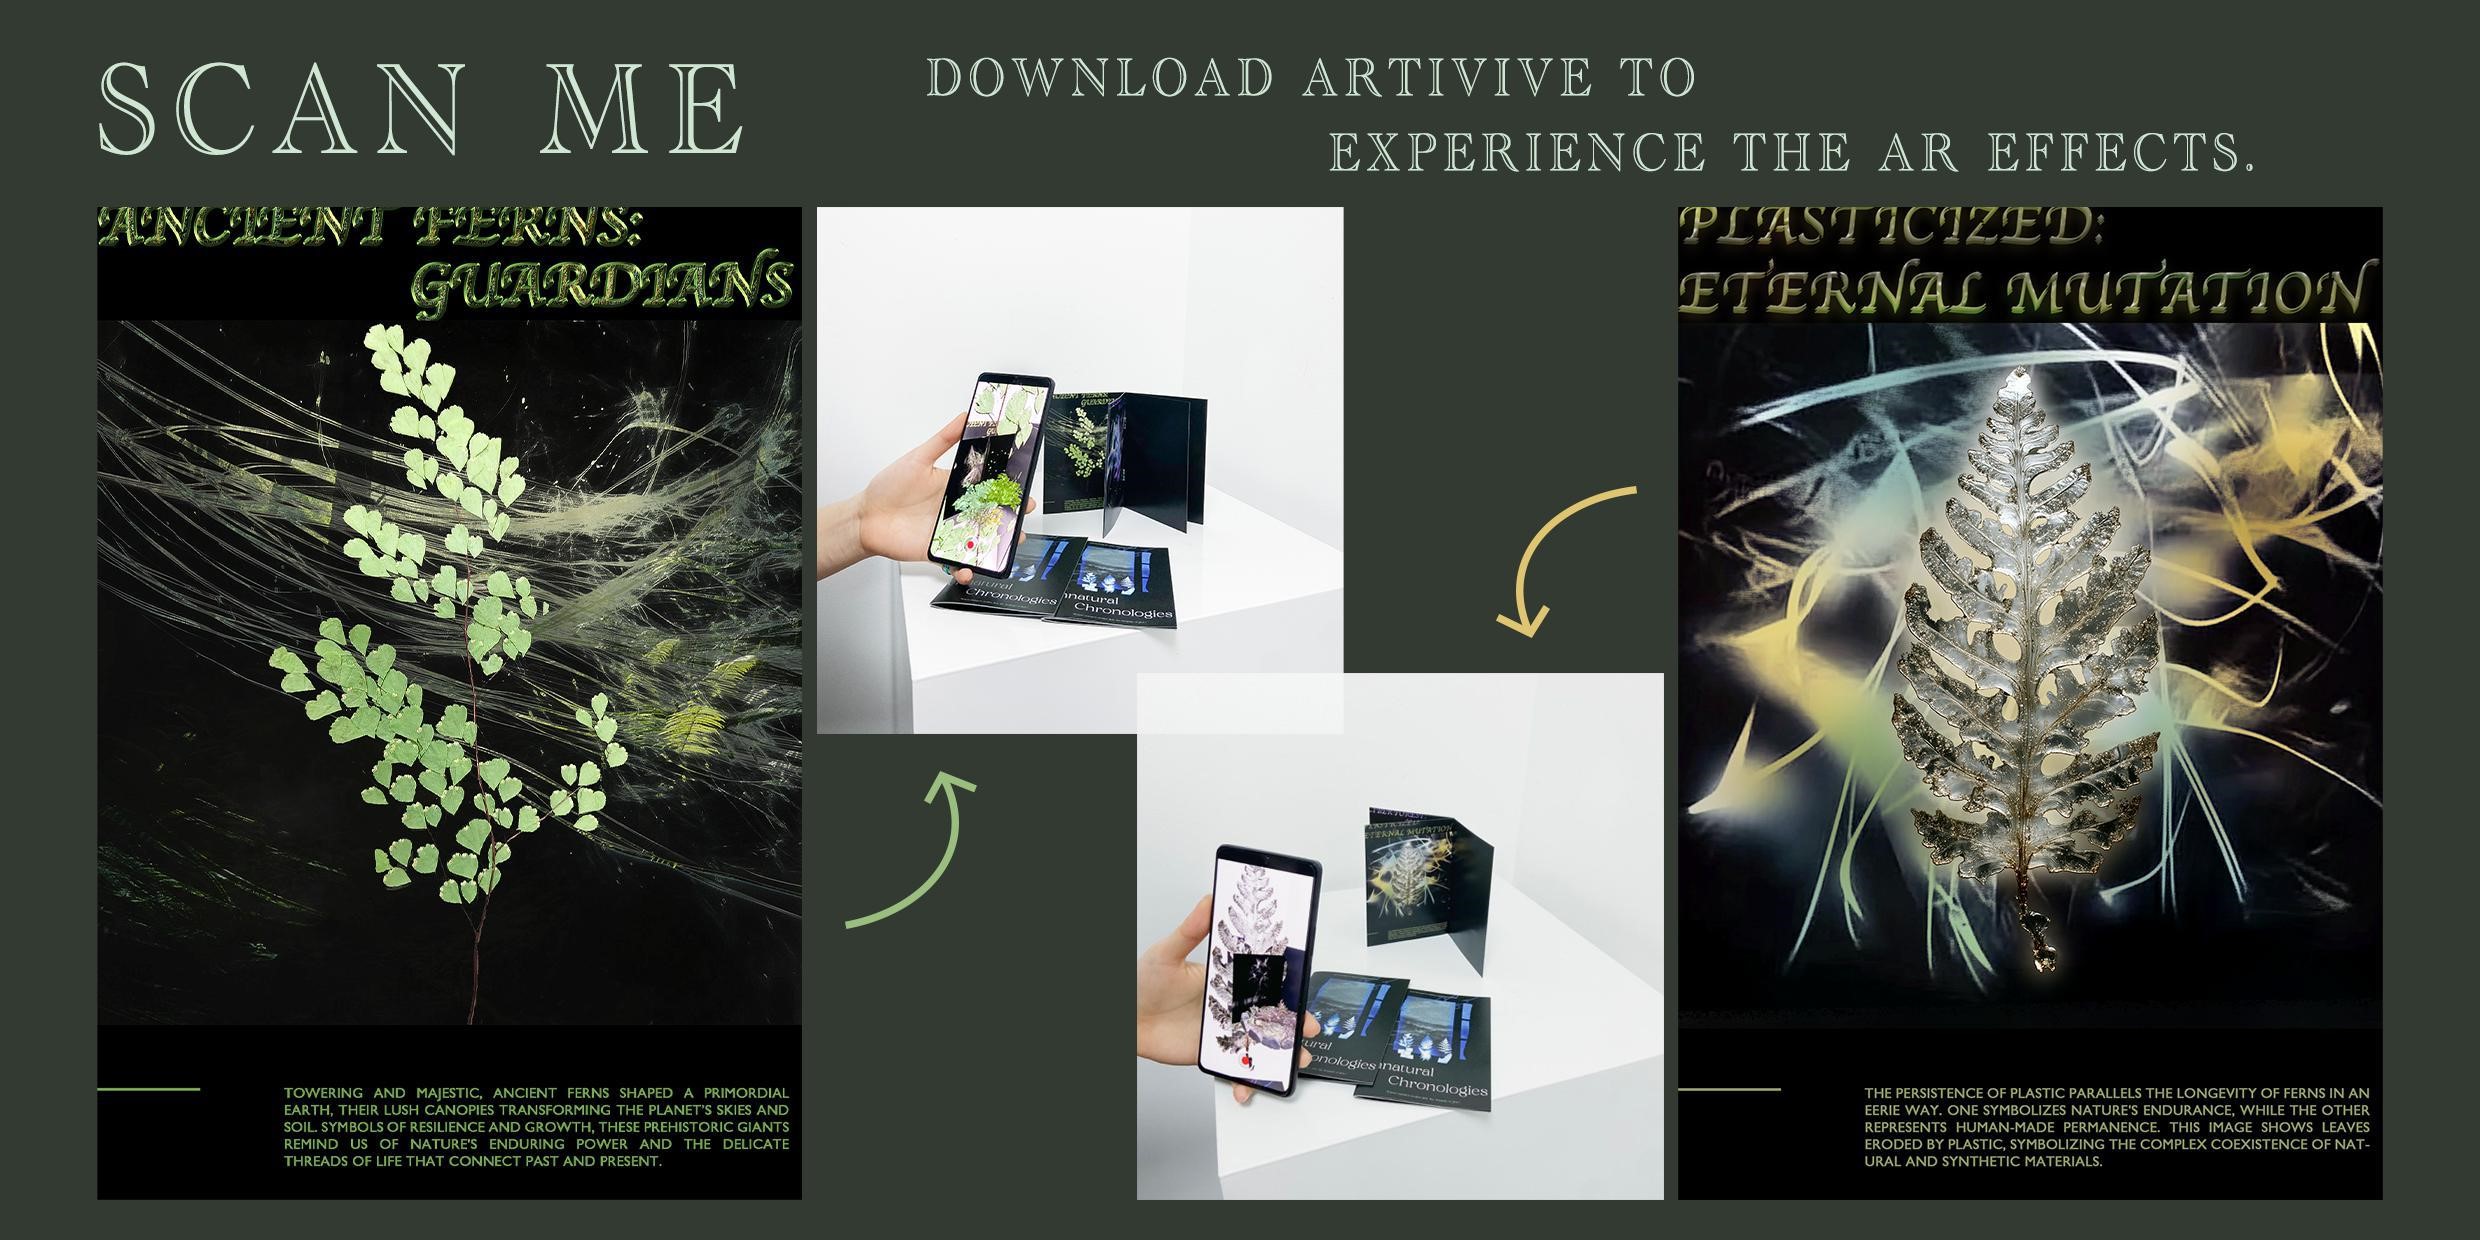 SCAN ME
DOWNLOAD ARTIVIVE TO
EXPERIENCE THE AR EFFECTS.
ANCIENT FERNS:
GUARDIANS
TOWERING AND MAJESTIC, ANCIENT FERNS SHAPED A PRIMORDIAL
EARTH, THEIR LUSH CANOPIES TRANSFORMING THE PLANET'S SKIES AND
SOIL. SYMBOLS OF RESILIENCE AND GROWTH, THESE PREHISTORIC GIANTS
REMIND US OF NATURE'S ENDURING POWER AND THE DELICATE
THREADS OF LIFE THAT CONNECT PAST AND PRESENT.
natural
Chronologies
nnatural
Chronologies
ETERNAL MUTATION
ural
onologies
natural
Chronologies
PLASTICIZED:
ETERNAL MUTATION
THE PERSISTENCE OF PLASTIC PARALLELS THE LONGEVITY OF FERNS IN AN
EERIE WAY. ONE SYMBOLIZES NATURE'S ENDURANCE, WHILE THE OTHER
REPRESENTS HUMAN-MADE PERMANENCE. THIS IMAGE SHOWS LEAVES
ERODED BY PLASTIC, SYMBOLIZING THE COMPLEX COEXISTENCE OF NAT-
URAL AND SYNTHETIC MATERIALS.